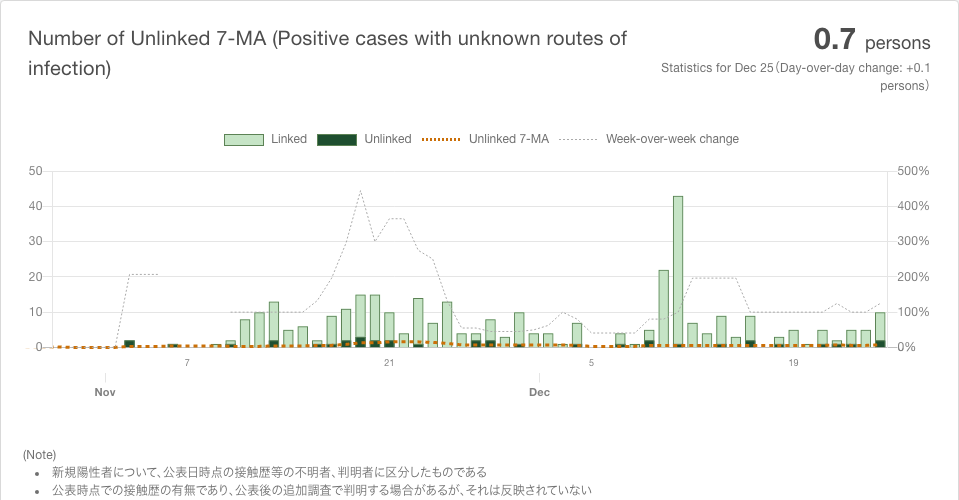 Number of Unlinked 7-MA (Positive cases with unknown routes of
infection)
0.7 persons
Statistics for Dec 25(Day-over-day change: +0.1
persons)
Linked Unlinked Unlinked 7-MA Week-over-week change
50 500%
40 400%
30 300%
20 200%
10 100%
0 0%
7 21 5 19
Nov Dec
(Note)
• 新規陽性者について、公表日時点の接触歴等の不明者、判明者に区分したものである
• 公表時点での接触歴の有無であり、公表後の追加調査で判明する場合があるが、それは反映されていない